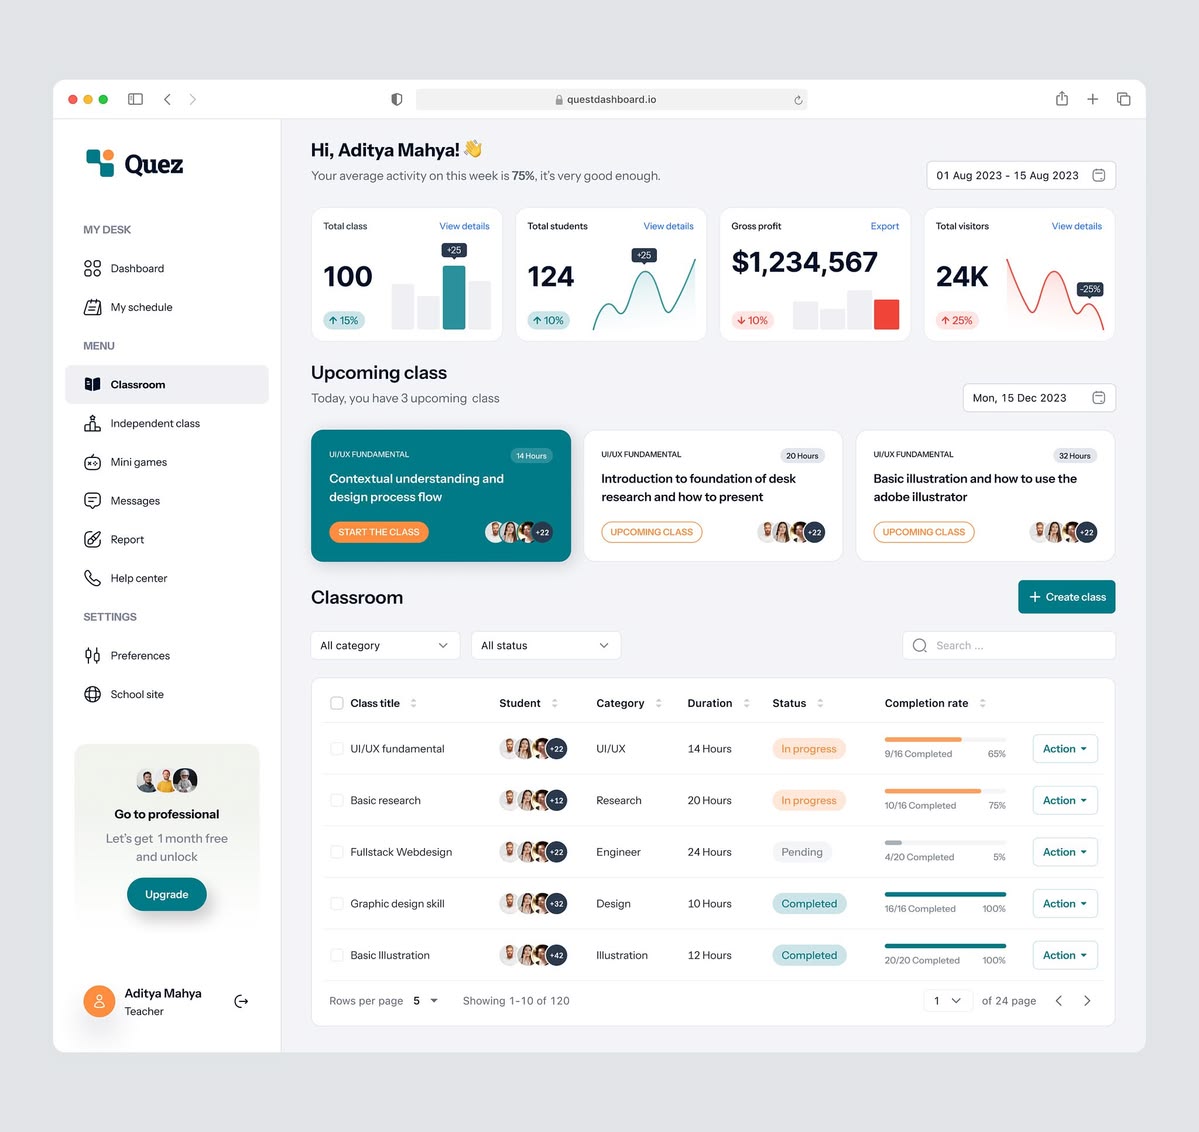 questdashboard.io
Quez
MY DESK
Dashboard
My schedule
MENU
Classroom
Independent class
Mini games
Messages
Report
Help center
SETTINGS
Preferences
School site
Go to professional
Let's get 1 month free
and unlock
Upgrade
Aditya Mahya
Teacher
Hi, Aditya Mahya! 👋
Your average activity on this week is 75%, it's very good enough.
01 Aug 2023 - 15 Aug 2023
Total class View details
+25
100
↑ 15%
Total students View details
+25
124
↑ 10%
Gross profit Export
$1,234,567
↓ 10%
Total visitors View details
24K
-25%
↑ 25%
Upcoming class
Today, you have 3 upcoming class
Mon, 15 Dec 2023
UI/UX FUNDAMENTAL 14 Hours
Contextual understanding and
design process flow
START THE CLASS +22
UI/UX FUNDAMENTAL 20 Hours
Introduction to foundation of desk
research and how to present
UPCOMING CLASS +22
UI/UX FUNDAMENTAL 32 Hours
Basic illustration and how to use the
adobe illustrator
UPCOMING CLASS +22
Classroom
+ Create class
All category All status Search ...
Class title Student Category Duration Status Completion rate
UI/UX fundamental +22 UI/UX 14 Hours In progress 9/16 Completed 65% Action
Basic research +12 Research 20 Hours In progress 10/16 Completed 75% Action
Fullstack Webdesign +22 Engineer 24 Hours Pending 4/20 Completed 5% Action
Graphic design skill +32 Design 10 Hours Completed 16/16 Completed 100% Action
Basic Illustration +42 Illustration 12 Hours Completed 20/20 Completed 100% Action
Rows per page 5 Showing 1-10 of 120 1 of 24 page